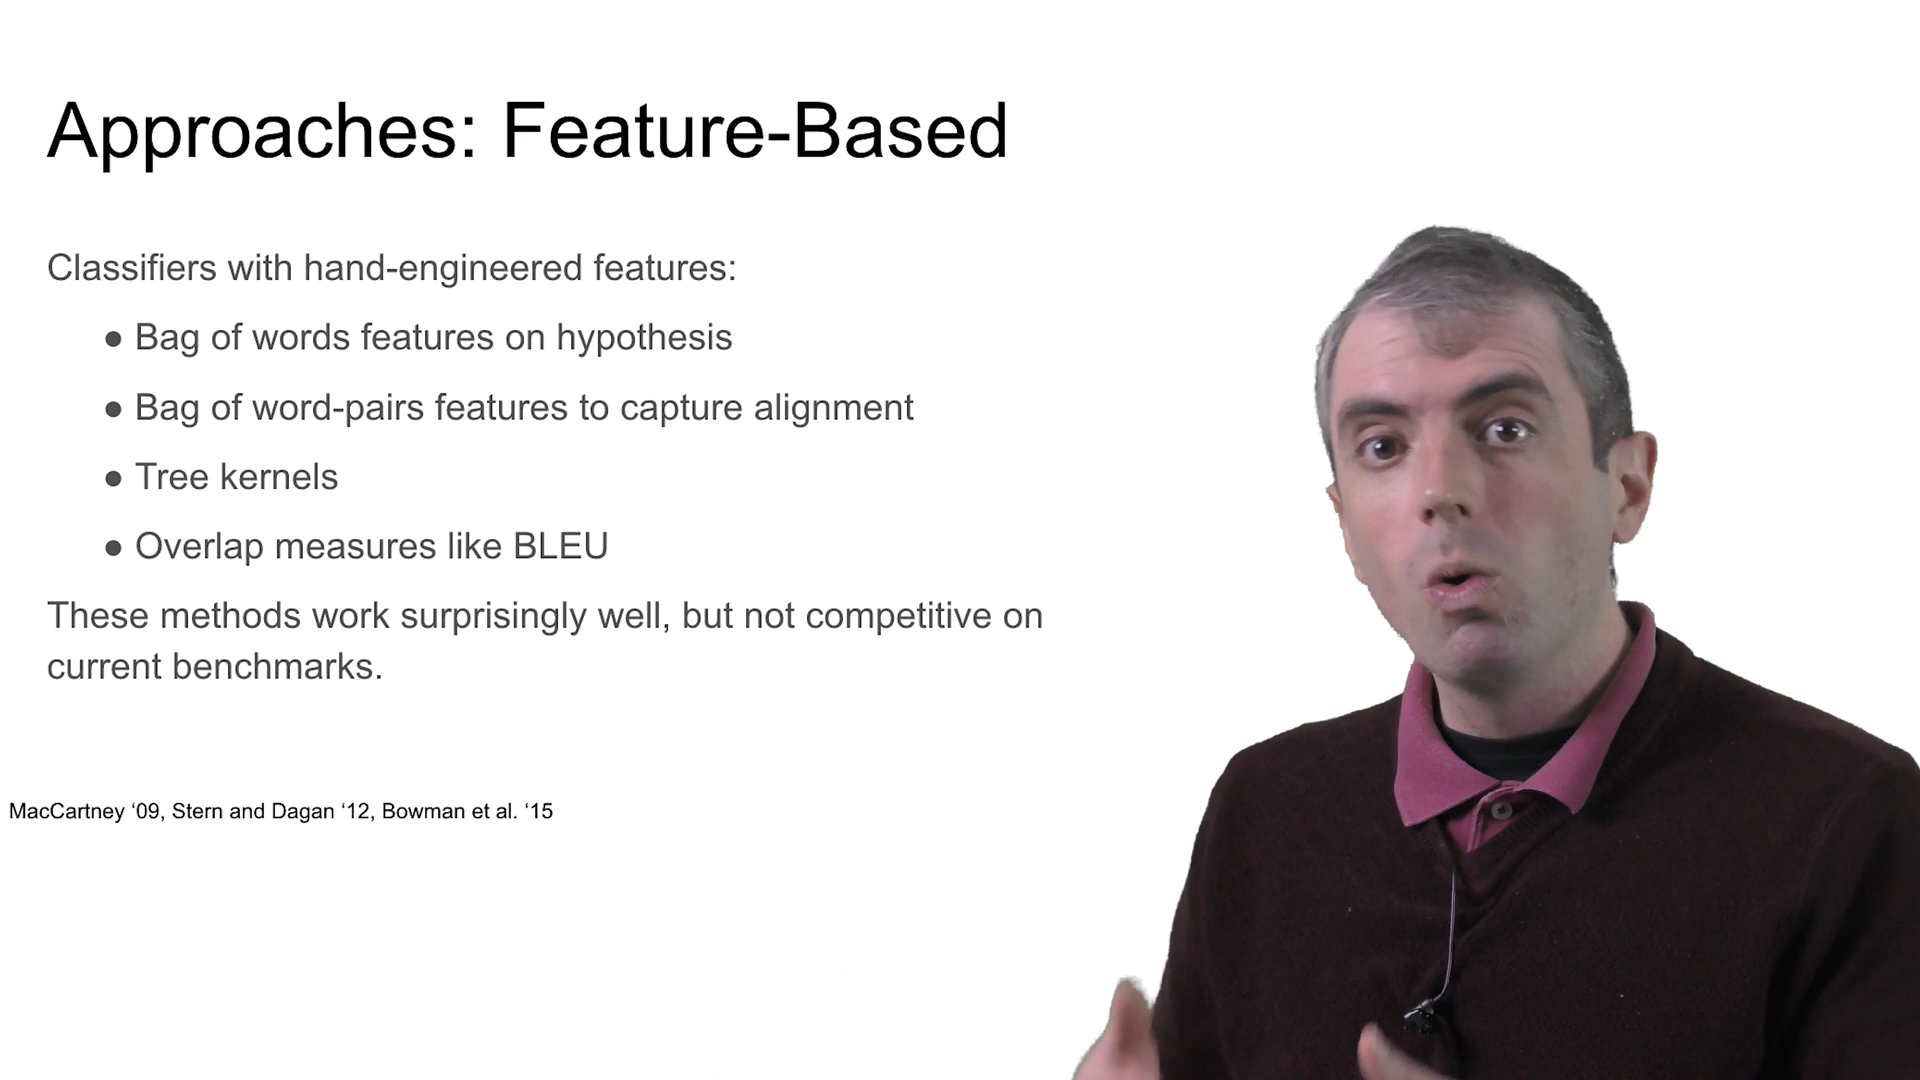 Approaches: Feature-Based
Classifiers with hand-engineered features:
● Bag of words features on hypothesis
● Bag of word-pairs features to capture alignment
● Tree kernels
● Overlap measures like BLEU
These methods work surprisingly well, but not competitive on
current benchmarks.
MacCartney ‘09, Stern and Dagan ‘12, Bowman et al. ‘15